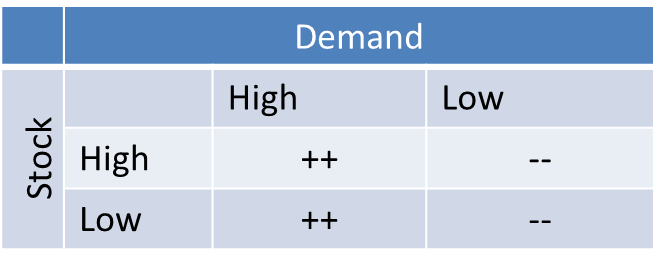 Demand
Stock
High Low
High ++ --
Low ++ --